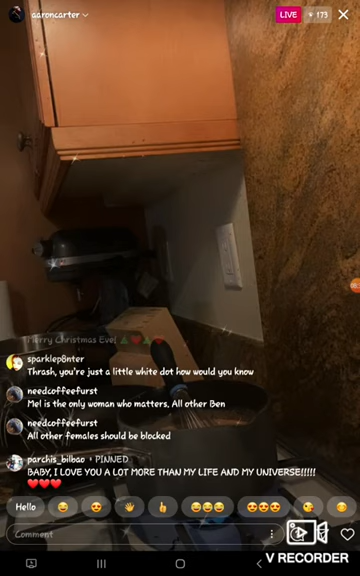 aaroncarter
LIVE
173
Merry Christmas Eve!
sparklep8nter
Thrash, you're just a little white dot how would you know
needcoffeefurst
Mel is the only woman who matters. All other Ben
needcoffeefurst
All other females should be blocked
parchis_bilbao • PINNED
BABY, I LOVE YOU A LOT MORE THAN MY LIFE AND MY UNIVERSE!!!!!
❤️❤️❤️
Hello
Comment
V RECORDER